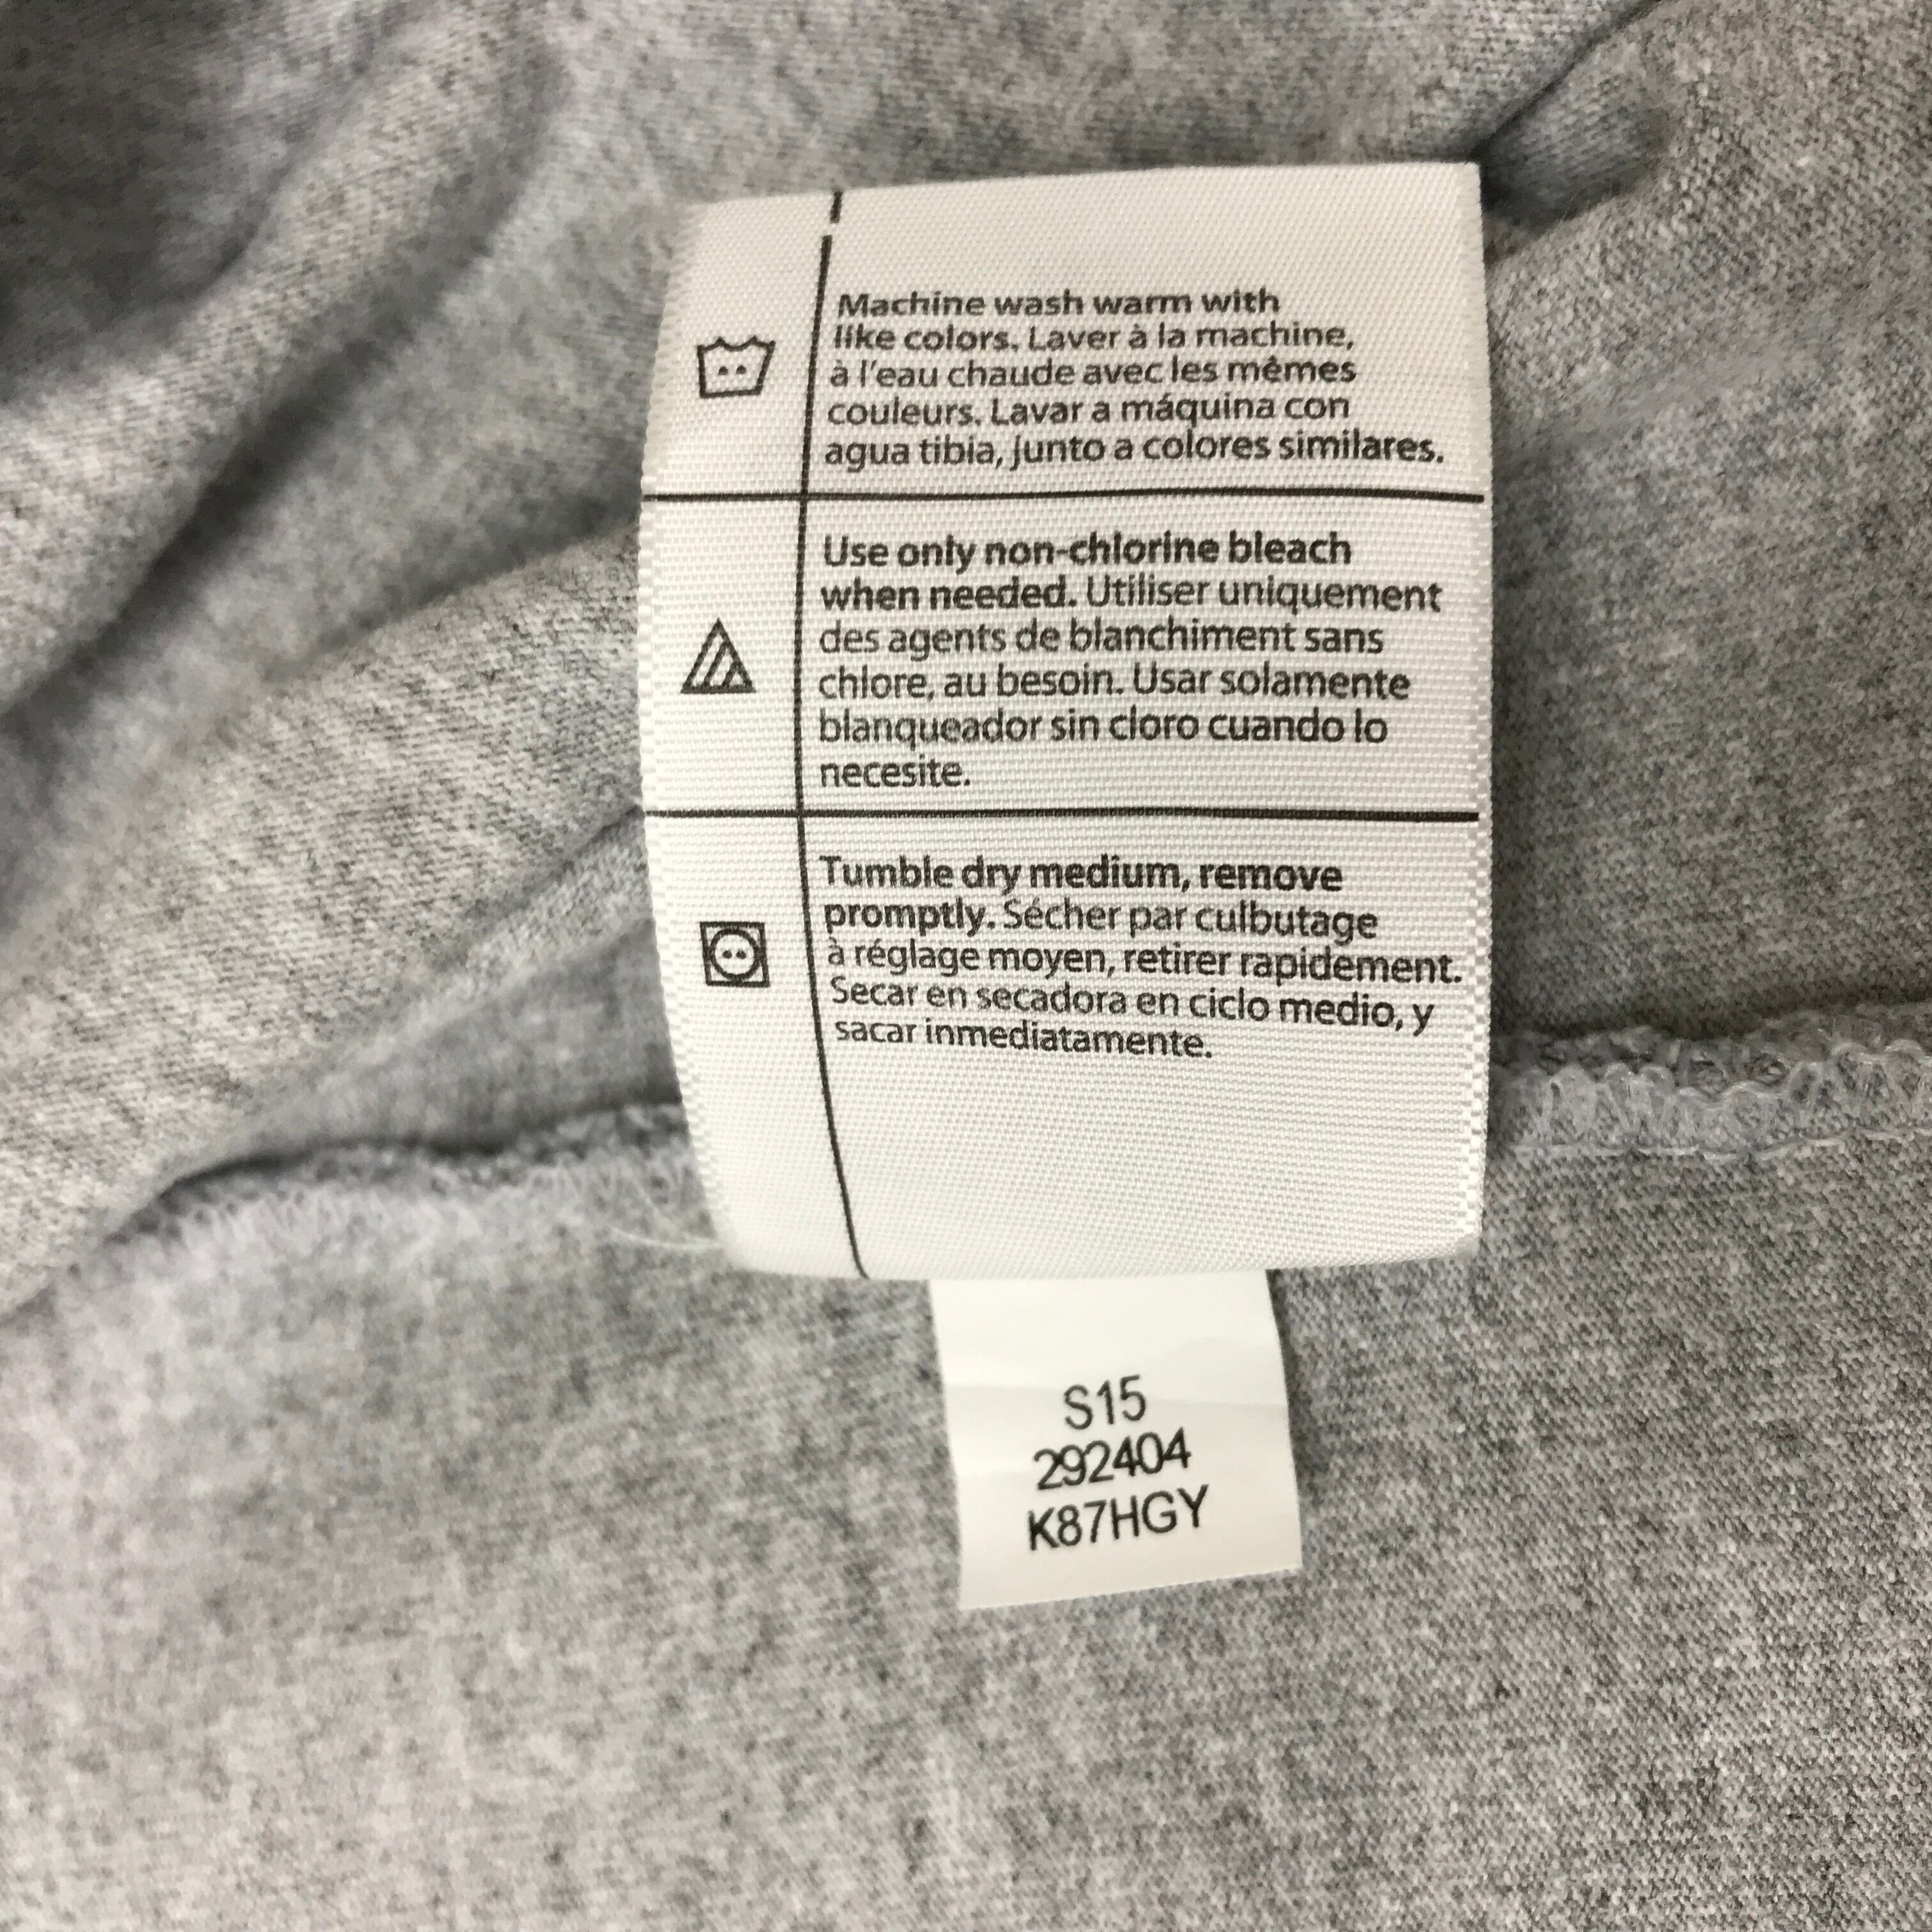 Machine wash warm with
like colors. Laver à la machine,
à l'eau chaude avec les mêmes
couleurs. Lavar a máquina con
agua tibia, junto a colores similares.
Use only non-chlorine bleach
when needed. Utiliser uniquement
des agents de blanchiment sans
chlore, au besoin. Usar solamente
blanqueador sin cloro cuando lo
necesite.
Tumble dry medium, remove
promptly. Sécher par culbutage
à réglage moyen, retirer rapidement.
Secar en secadora en ciclo medio, y
sacar inmediatamente.
S15
292404
K87HGY